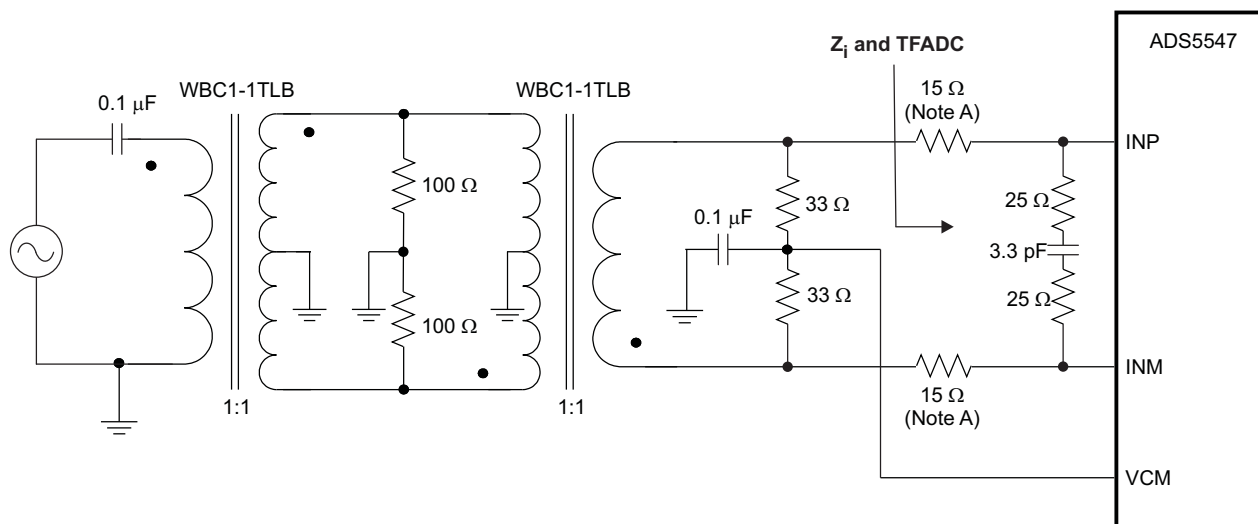 ADS5547
Zi and TFADC
WBC1-1TLB
WBC1-1TLB
0.1 μF
15 Ω
(Note A)
INP
100 Ω
33 Ω
25 Ω
0.1 μF
3.3 pF
33 Ω
25 Ω
100 Ω
INM
15 Ω
(Note A)
1:1
1:1
VCM